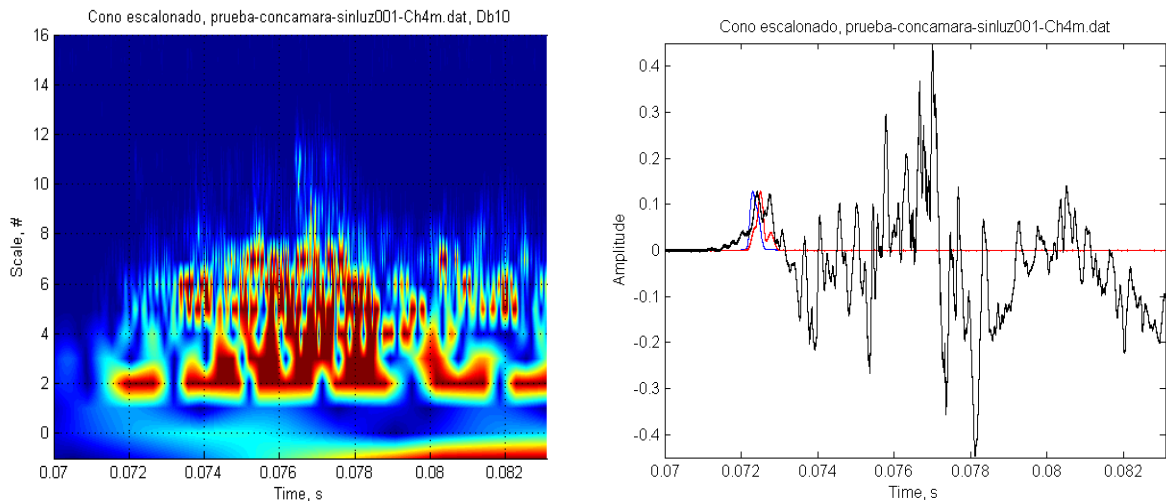 Cono escalonado, prueba-concamara-sinluz001-Ch4m.dat, Db10
16
14
12
10
8
6
4
2
0
Scale, #
0.07 0.072 0.074 0.076 0.078 0.08 0.082
Time, s
Cono escalonado, prueba-concamara-sinluz001-Ch4m.dat
0.4
0.3
0.2
0.1
0
-0.1
-0.2
-0.3
-0.4
Amplitude
0.07 0.072 0.074 0.076 0.078 0.08 0.082
Time, s